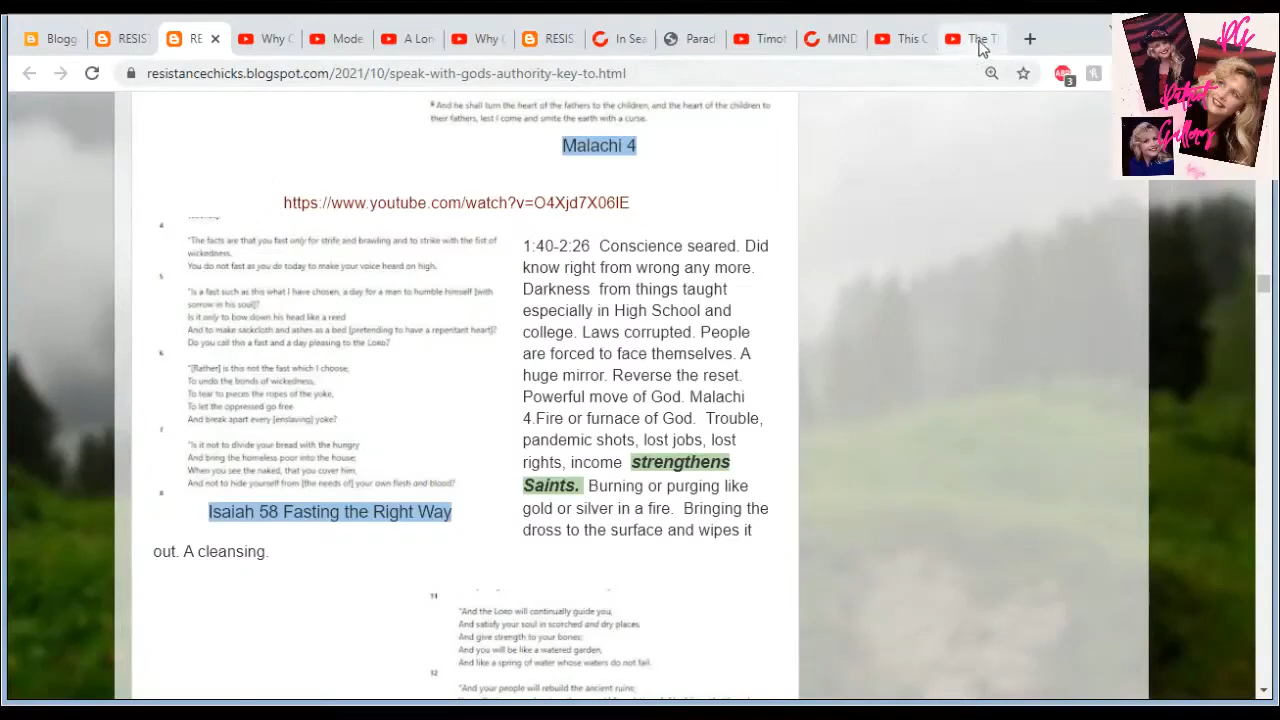 Blogg
RESIS
RE
Why C
Mode
A La
Why C
RESIS
In Sea
Parad
Timot
MIND
This C
The T
resistancechicks.blogspot.com/2021/10/speak-with-gods-authority-key-to.html
ABP
3
PG
Patriot
Gallery
6 And he shall turn the heart of the fathers to the children, and the heart of the children to
their fathers, lest I come and smite the earth with a curse.
Malachi 4
https://www.youtube.com/watch?v=O4Xjd7X06lE
4
"The facts are that you fast only for strife and brawling and to strike with the fist of
wickedness.
You do not fast as you do today to make your voice heard on high.
5
"Is a fast such as this what I have chosen, a day for a man to humble himself [with
sorrow in his soul]?
Is it only to bow down his head like a reed
And to make sackcloth and ashes as a bed [pretending to have a repentant heart]?
Do you call this a fast and a day pleasing to the LORD?
6
"[Rather] is this not the fast which I choose,
To undo the bonds of wickedness,
To tear to pieces the ropes of the yoke,
To let the oppressed go free
And break apart every [enslaving] yoke?
7
"Is it not to divide your bread with the hungry
And bring the homeless poor into the house;
When you see the naked, that you cover him,
And not to hide yourself from [the needs of] your own flesh and blood?
8
Isaiah 58 Fasting the Right Way
1:40-2:26 Conscience seared. Did
know right from wrong any more.
Darkness from things taught
especially in High School and
college. Laws corrupted. People
are forced to face themselves. A
huge mirror. Reverse the reset.
Powerful move of God. Malachi
4.Fire or furnace of God. Trouble,
pandemic shots, lost jobs, lost
rights, income strengthens
Saints. Burning or purging like
gold or silver in a fire. Bringing the
dross to the surface and wipes it
out. A cleansing.
11
"And the LORD will continually guide you,
And satisfy your soul in scorched and dry places,
And give strength to your bones;
And you will be like a watered garden,
And like a spring of water whose waters do not fail.
12
"And your people will rebuild the ancient ruins;